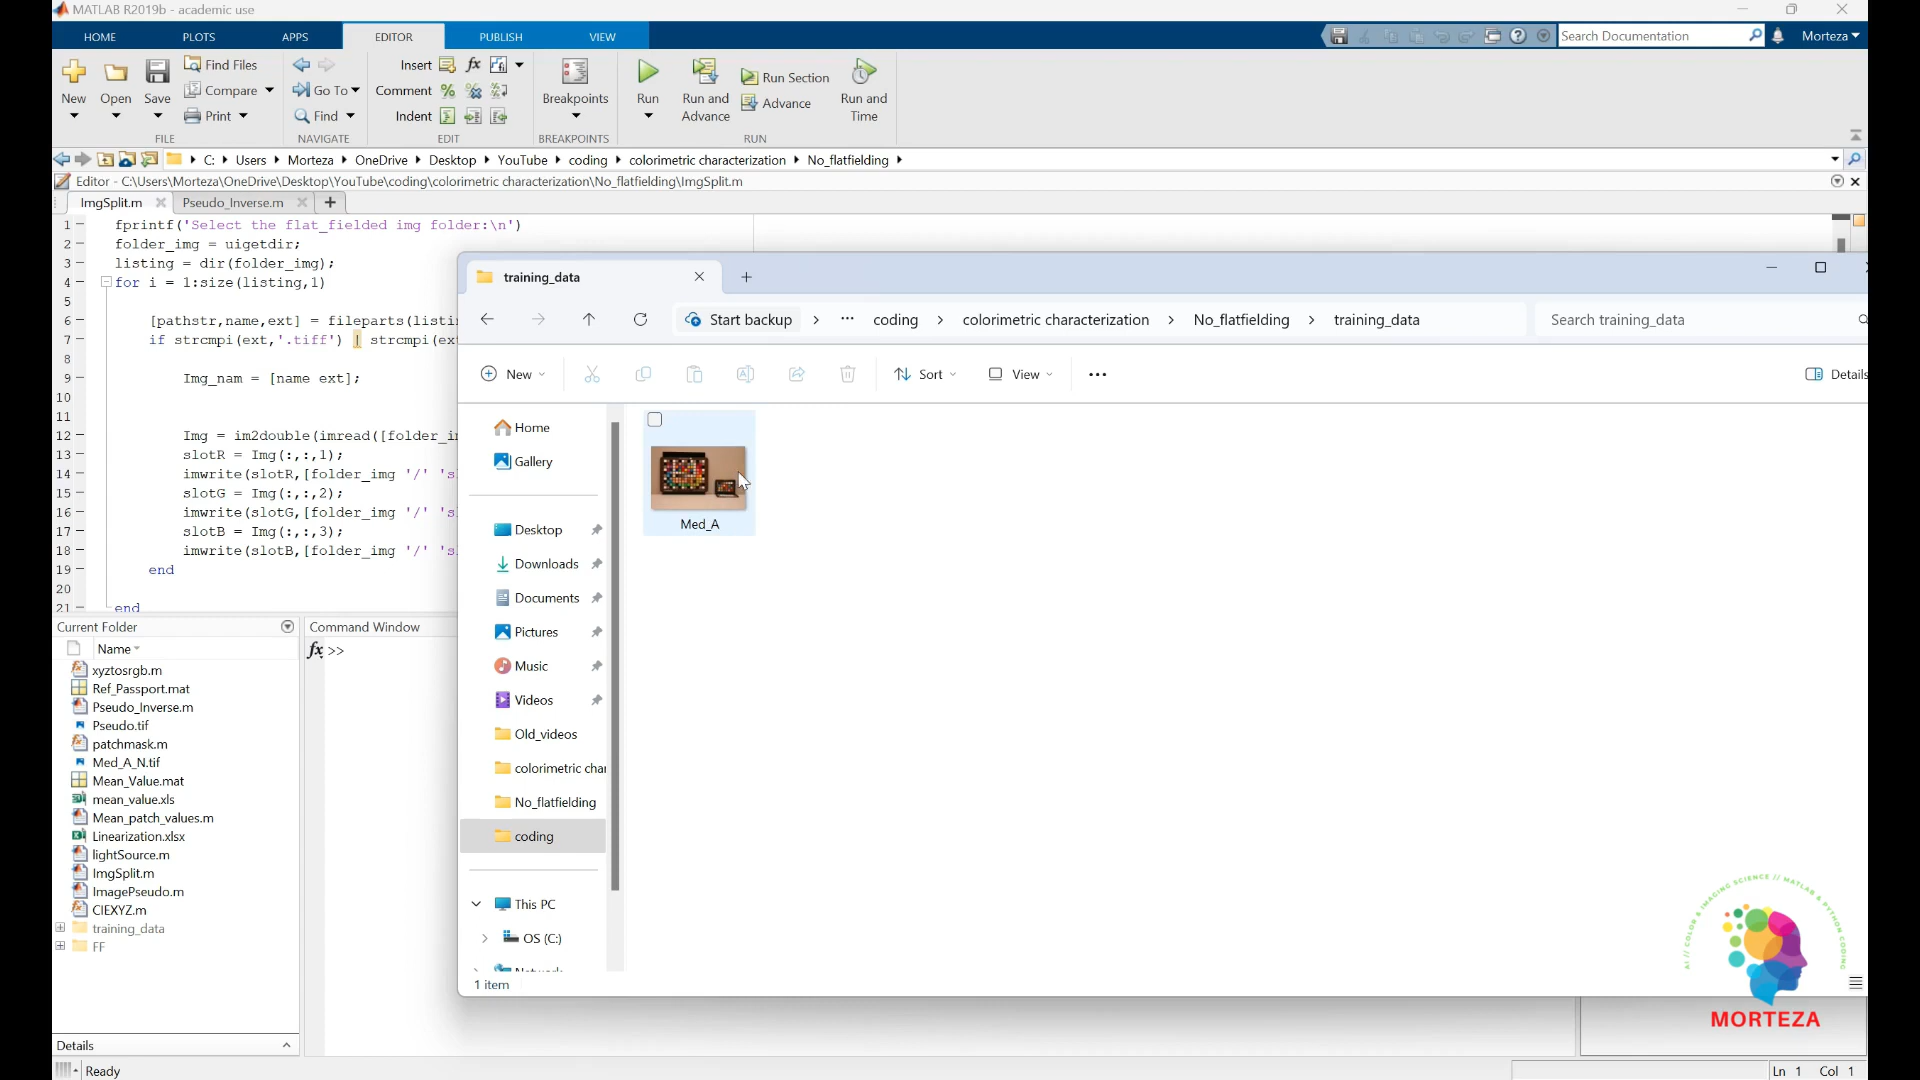 MATLAB R2019b - academic use
HOME PLOTS APPS EDITOR PUBLISH VIEW
Search Documentation
Morteza
New
Open
Save
Find Files
Compare
Print
FILE
Go To
Find
NAVIGATE
Insert
Comment
Indent
EDIT
Breakpoints
BREAKPOINTS
Run
Run and
Advance
Run Section
Advance
Run and
Time
RUN
C: Users Morteza OneDrive Desktop YouTube coding colorimetric characterization No_flatfielding
Editor - C:\Users\Morteza\OneDrive\Desktop\YouTube\coding\colorimetric characterization\No_flatfielding\ImgSplit.m
ImgSplit.m
Pseudo_Inverse.m
1 fprintf('Select the flat_fielded img folder:\n')
2 folder_img = uigetdir;
3 listing = dir(folder_img);
4 for i = 1:size(listing,1)
5
6 [pathstr,name,ext] = fileparts(listi
7 if strcmpi(ext,'.tiff') | strcmpi(ex
8
9 Img_nam = [name ext];
10
11
12 Img = im2double(imread([folder_i
13 slotR = Img(:,:,1);
14 imwrite(slotR,[folder_img '/' 's
15 slotG = Img(:,:,2);
16 imwrite(slotG,[folder_img '/' 's
17 slotB = Img(:,:,3);
18 imwrite(slotB,[folder_img '/' 's
19 end
20
21 end
Current Folder
Name
xyztosrgb.m
Ref_Passport.mat
Pseudo_Inverse.m
Pseudo.tif
patchmask.m
Med_A_N.tif
Mean_Value.mat
mean_value.xls
Mean_patch_values.m
Linearization.xlsx
lightSource.m
ImgSplit.m
ImagePseudo.m
CIEXYZ.m
training_data
FF
Details
Ready
Command Window
fx >>
training_data
Start backup > ··· coding > colorimetric characterization > No_flatfielding > training_data
Search training_data
New
Sort
View
Details
Home
Gallery
Desktop
Downloads
Documents
Pictures
Music
Videos
Old_videos
colorimetric cha
No_flatfielding
coding
This PC
OS (C:)
Med_A
1 item
AI // COLOR & IMAGING SCIENCE // MATLAB & PYTHON CODING
MORTEZA
Ln 1 Col 1